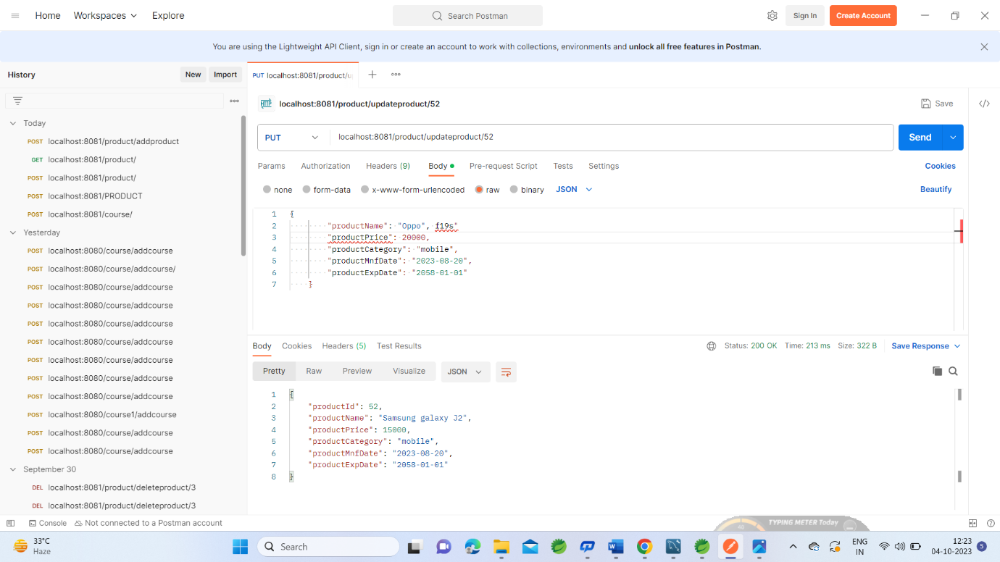 Home Workspaces Explore Search Postman Sign In Create Account
You are using the Lightweight API Client, sign in or create an account to work with collections, environments and unlock all free features in Postman.
History New Import
PUT localhost:8081/product/u
Today
POST localhost:8081/product/addproduct
GET localhost:8081/product/
POST localhost:8081/product/
POST localhost:8081/PRODUCT
POST localhost:8081/course/
Yesterday
POST localhost:8080/course/addcourse
POST localhost:8080/course/addcourse/
POST localhost:8080/course/addcourse
POST localhost:8080/course/addcourse
POST localhost:8080/course/addcourse
POST localhost:8080/course/addcourse
POST localhost:8080/course/addcourse
POST localhost:8080/course/addcourse
POST localhost:8080/course/addcourse
POST localhost:8080/course1/addcourse
POST localhost:8080/course/addcourse
POST localhost:8080/course/addcourse
September 30
DEL localhost:8081/product/deleteproduct/3
DEL localhost:8081/product/deleteproduct/3
HTTP localhost:8081/product/updateproduct/52 Save </>
PUT localhost:8081/product/updateproduct/52 Send
Params Authorization Headers (9) Body Pre-request Script Tests Settings Cookies
none form-data x-www-form-urlencoded raw binary JSON Beautify
1 {
2 "productName": "Oppo", f19s"
3 "productPrice": 20000,
4 "productCategory": "mobile",
5 "productMnfDate": "2023-08-20",
6 "productExpDate": "2058-01-01"
7 }
Body Cookies Headers (5) Test Results Status: 200 OK Time: 213 ms Size: 322 B Save Response
Pretty Raw Preview Visualize JSON
1 {
2 "productId": 52,
3 "productName": "Samsung galaxy J2",
4 "productPrice": 15000,
5 "productCategory": "mobile",
6 "productMnfDate": "2023-08-20",
7 "productExpDate": "2058-01-01"
8 }
Console Not connected to a Postman account
TYPING METER Today
33°C
Haze
Search
ENG
IN
12:23
04-10-2023
5